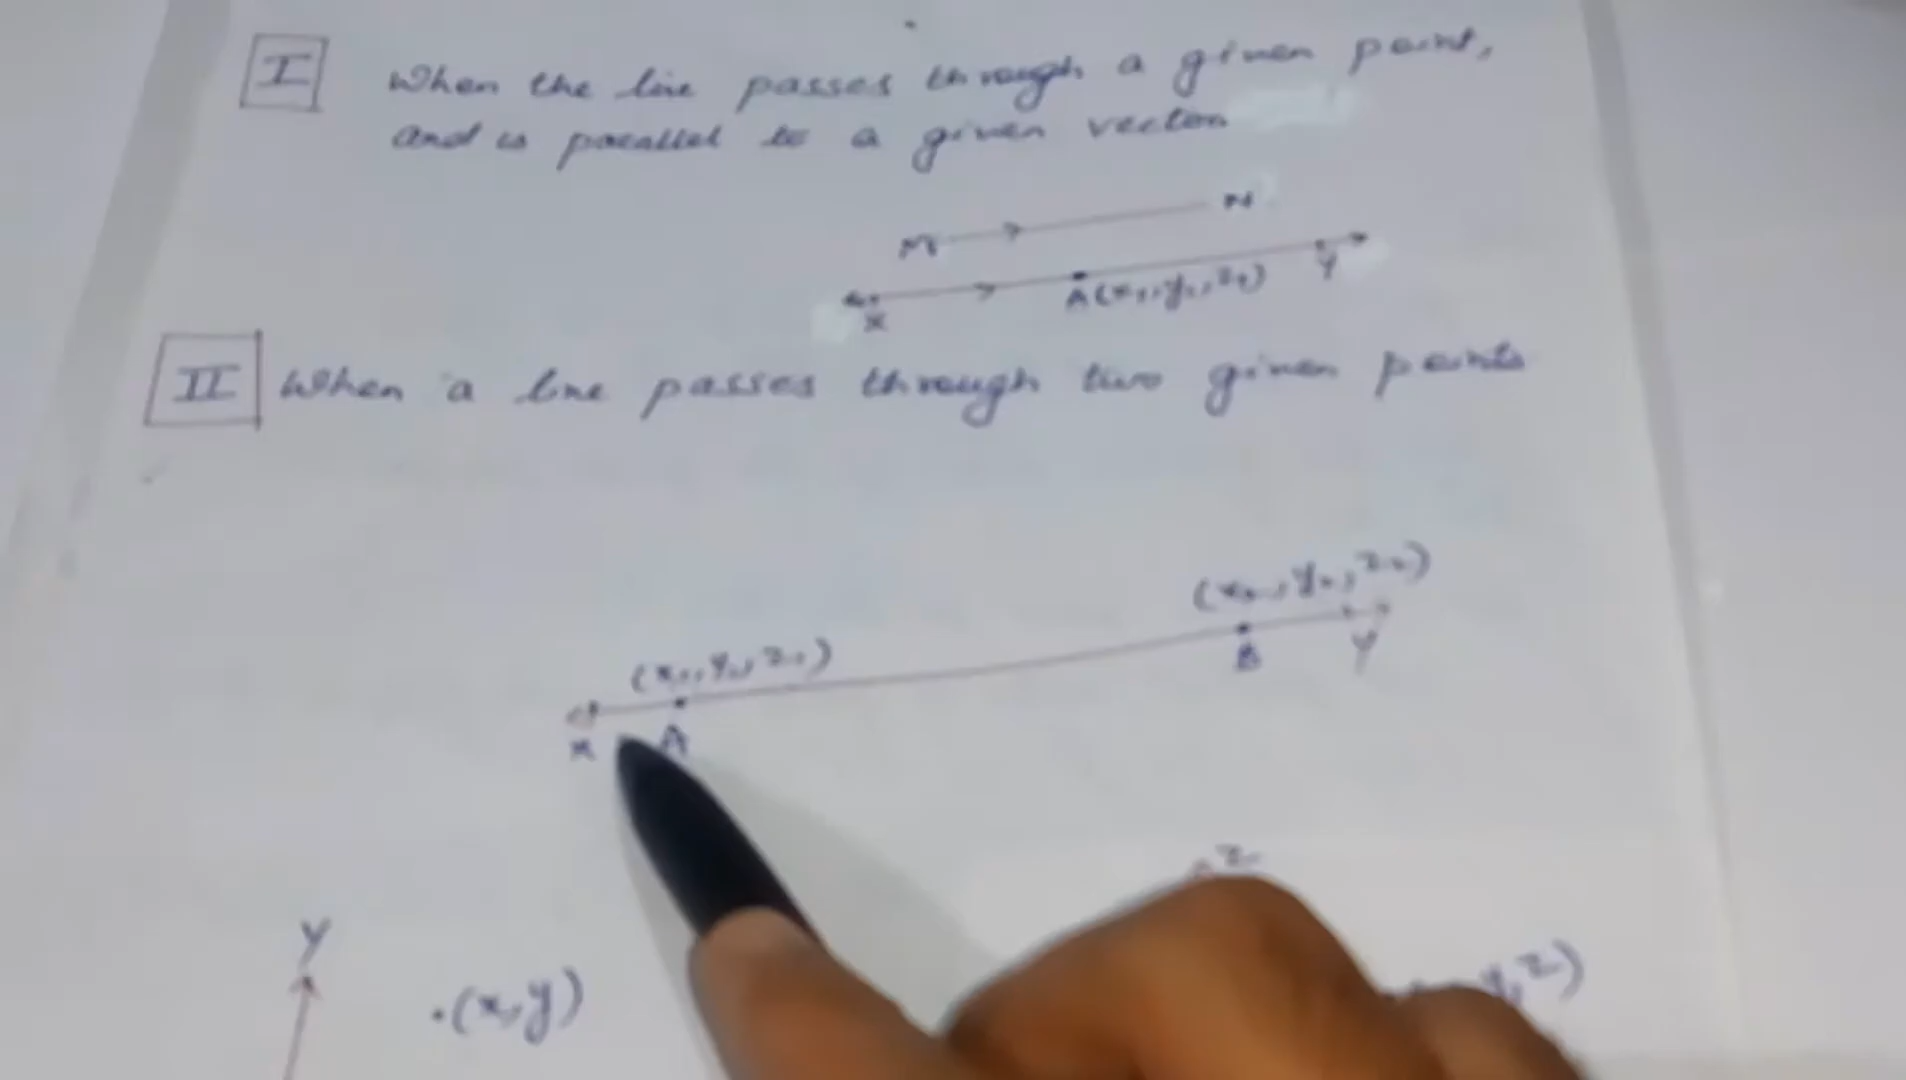 I When the line passes through a given point,
and is parallel to a given vector
M N
X A(x₁,y₁,z₁) Y
II When a line passes through two given points
(x₂,y₂,z₂)
(x₁,y₁,z₁) B Y
X A
Z
Y
.(x,y) y,z)